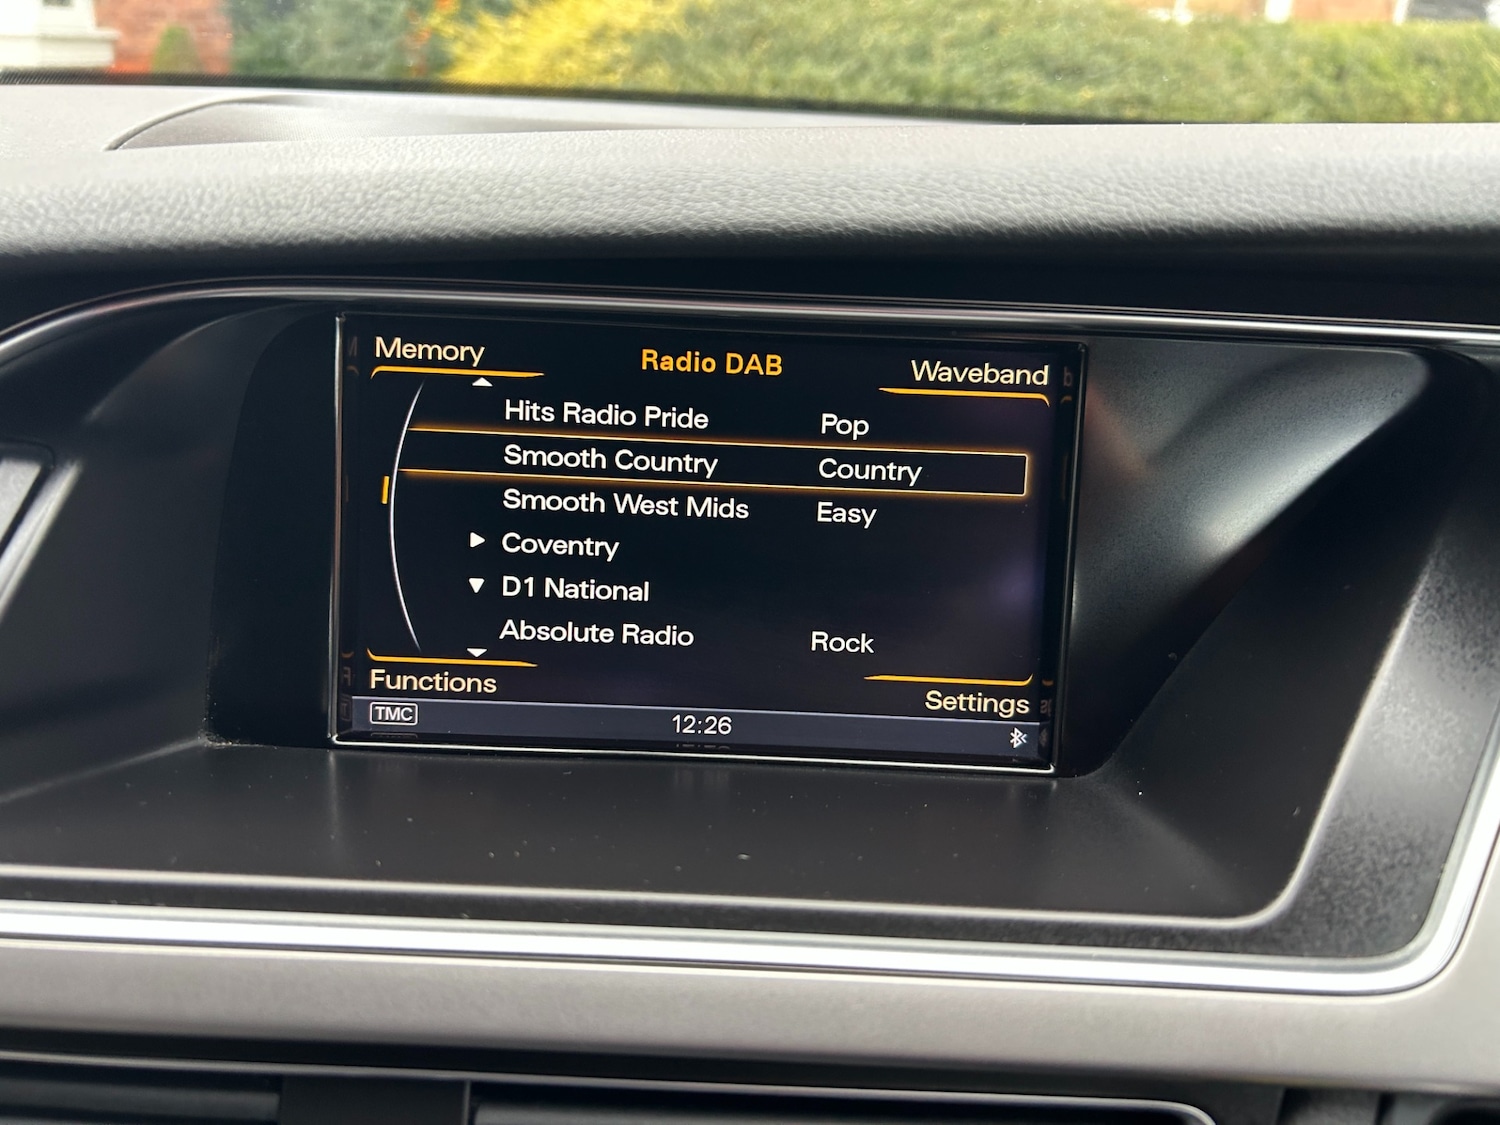 Memory
Radio DAB
Waveband
Hits Radio Pride Pop
Smooth Country Country
Smooth West Mids Easy
Coventry
D1 National
Absolute Radio Rock
Functions
Settings
TMC
12:26